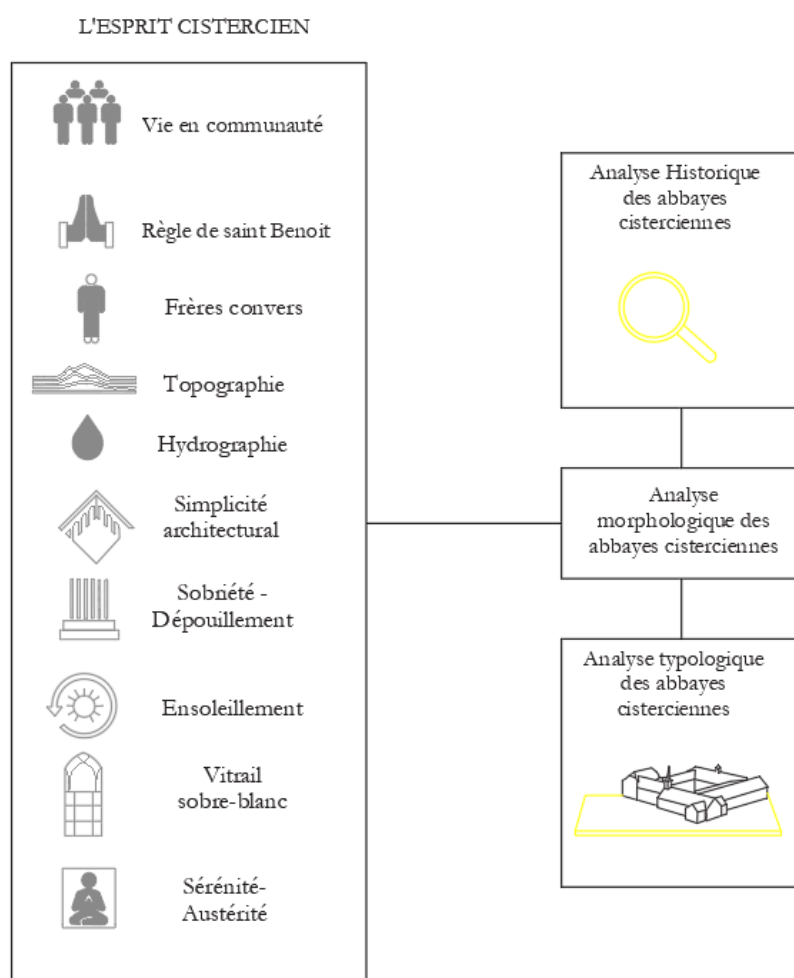 L'ESPRIT CISTERCIEN
Vie en communauté
Règle de saint Benoit
Frères convers
Topographie
Hydrographie
Simplicité
architectural
Sobriété -
Dépouillement
Ensoleillement
Vitrail
sobre-blanc
Sérénité-
Austérité
Analyse Historique
des abbayes
cisterciennes
Analyse
morphologique des
abbayes cisterciennes
Analyse typologique
des abbayes
cisterciennes